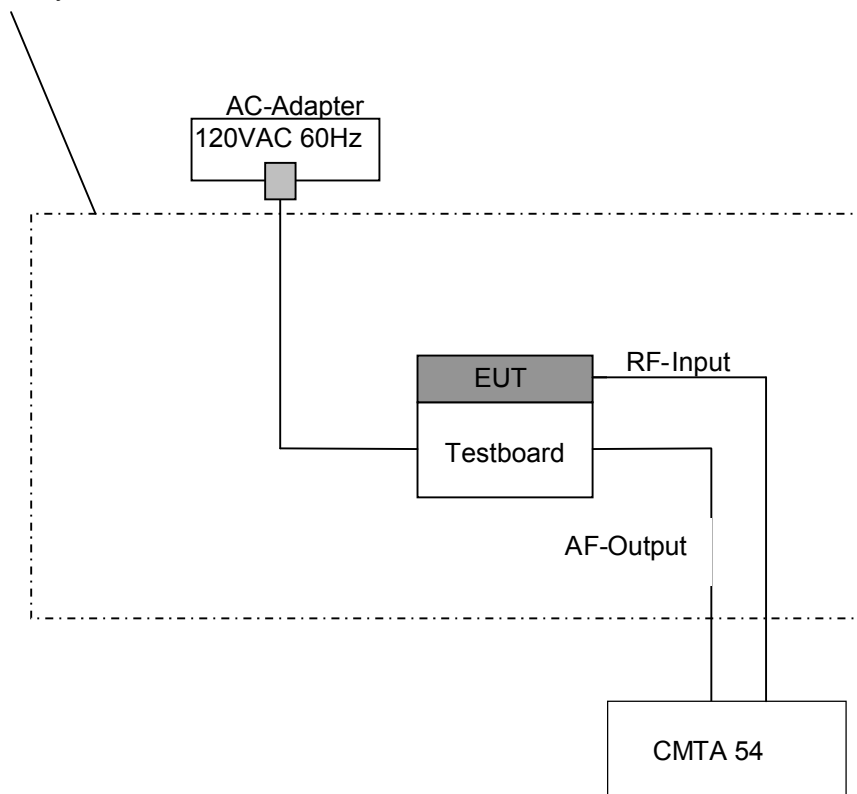 AC-Adapter
120VAC 60Hz
EUT
RF-Input
Testboard
AF-Output
CMTA 54